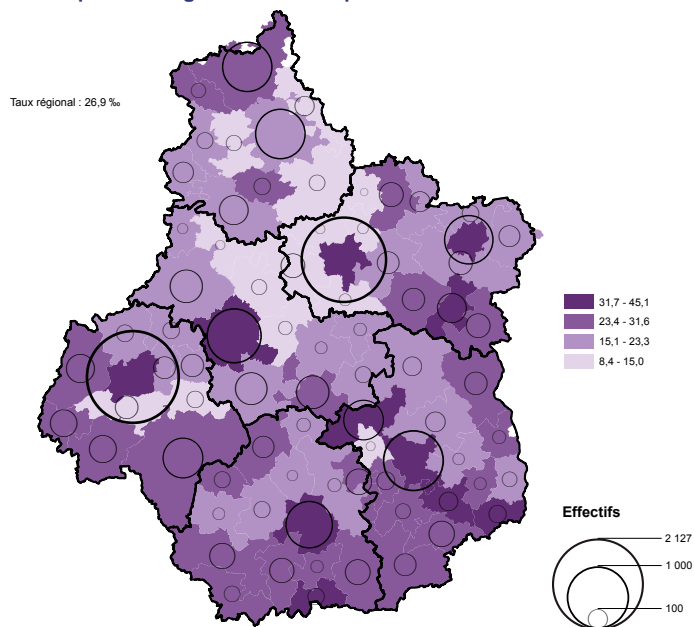 Taux régional : 26,9 ‰
31,7 - 45,1
23,4 - 31,6
15,1 - 23,3
8,4 - 15,0
Effectifs
2 127
1 000
100